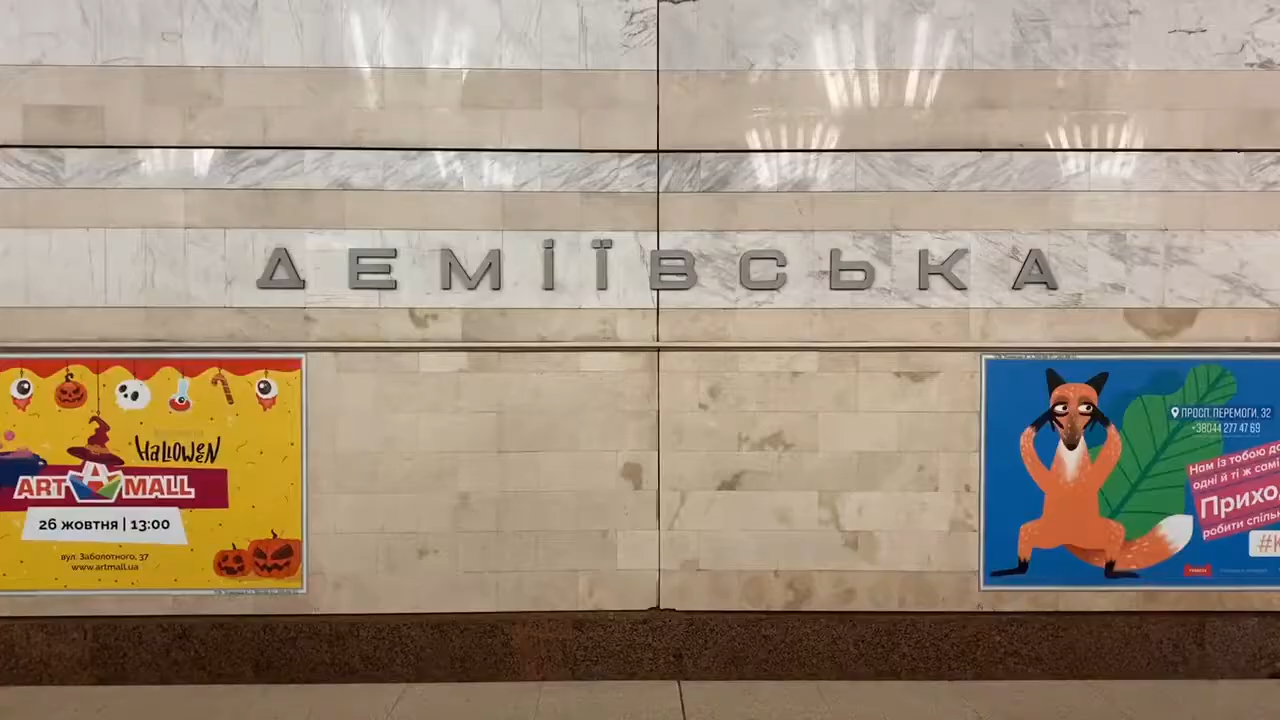 ДЕМІЇВСЬКА
HALLOWEEN
ART MALL
26 жовтня | 13:00
вул. Заболотного, 37
www.artmall.ua
ПРОСП. ПЕРЕМОГИ, 32
+38044 277 47 69
Нам із тобою до
одні й ті ж самі
Прихо
робити спіль
#К